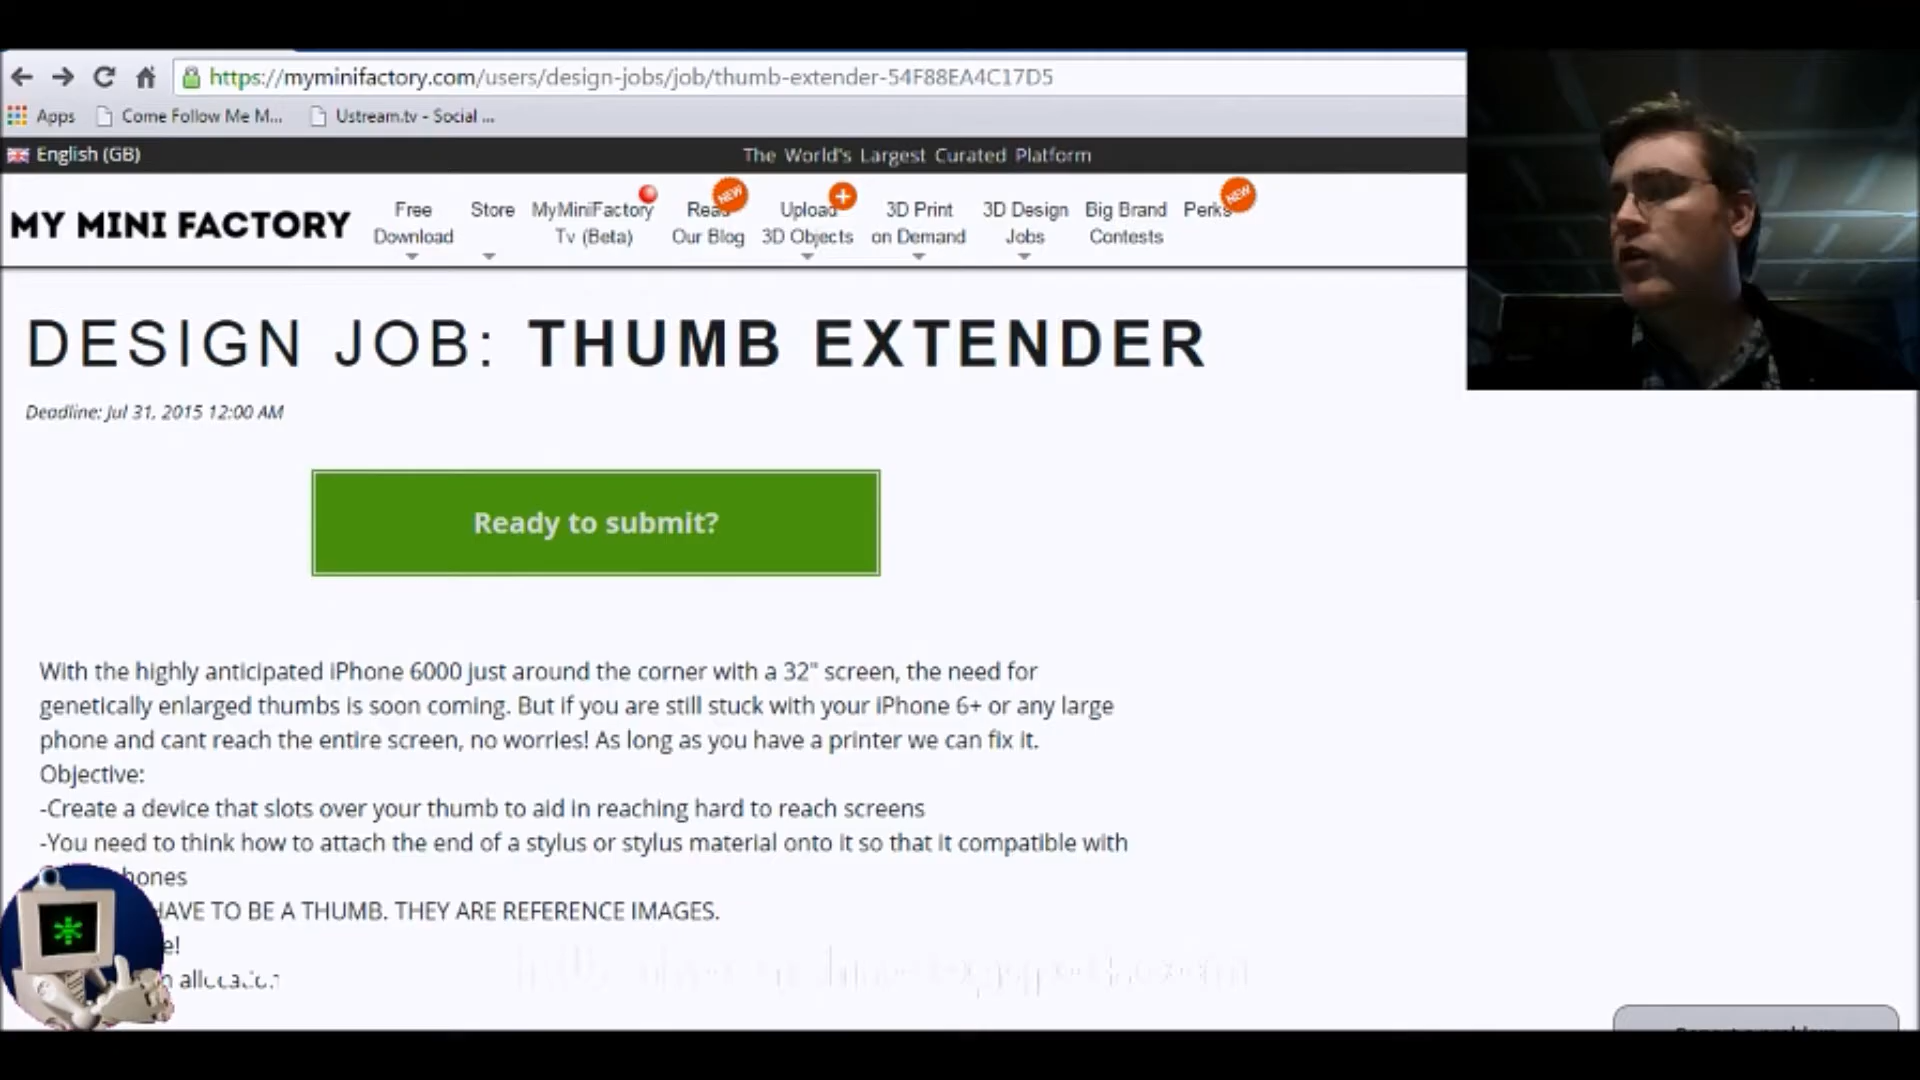 https://myminifactory.com/users/design-jobs/job/thumb-extender-54F88EA4C17D5
Apps Come Follow Me M... Ustream.tv - Social ...
English (GB) The World's Largest Curated Platform
MY MINI FACTORY
Free Download
Store
MyMiniFactory Tv (Beta)
Read Our Blog
NEW
Upload 3D Objects
3D Print on Demand
3D Design Jobs
Big Brand Contests
Perks
NEW
DESIGN JOB: THUMB EXTENDER
Deadline: Jul 31, 2015 12:00 AM
Ready to submit?
With the highly anticipated iPhone 6000 just around the corner with a 32" screen, the need for
genetically enlarged thumbs is soon coming. But if you are still stuck with your iPhone 6+ or any large
phone and cant reach the entire screen, no worries! As long as you have a printer we can fix it.
Objective:
-Create a device that slots over your thumb to aid in reaching hard to reach screens
-You need to think how to attach the end of a stylus or stylus material onto it so that it compatible with
HAVE TO BE A THUMB. THEY ARE REFERENCE IMAGES.